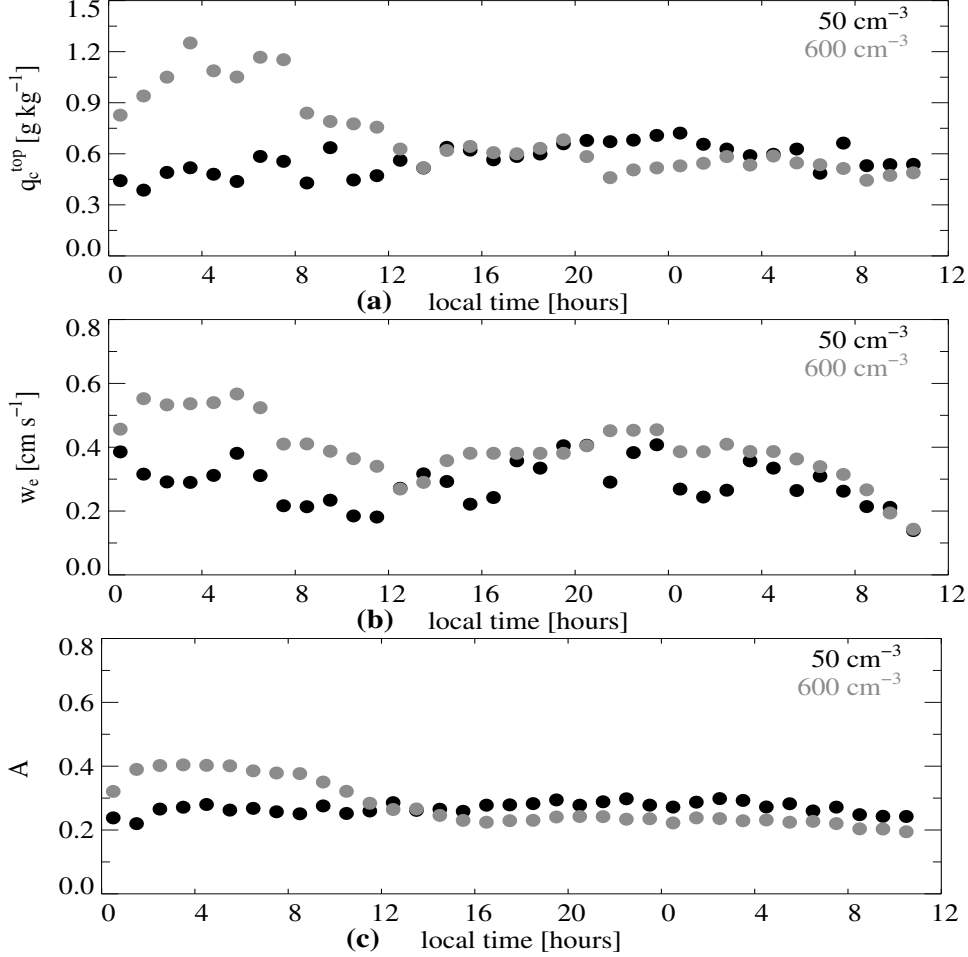 1.5
1.2
0.9
0.6
0.3
0.0
q_c^top [g kg⁻¹]
50 cm⁻³
600 cm⁻³
0 4 8 12 16 20 0 4 8 12
(a) local time [hours]
0.8
0.6
0.4
0.2
0.0
w_e [cm s⁻¹]
50 cm⁻³
600 cm⁻³
0 4 8 12 16 20 0 4 8 12
(b) local time [hours]
0.8
0.6
0.4
0.2
0.0
A
50 cm⁻³
600 cm⁻³
0 4 8 12 16 20 0 4 8 12
(c) local time [hours]